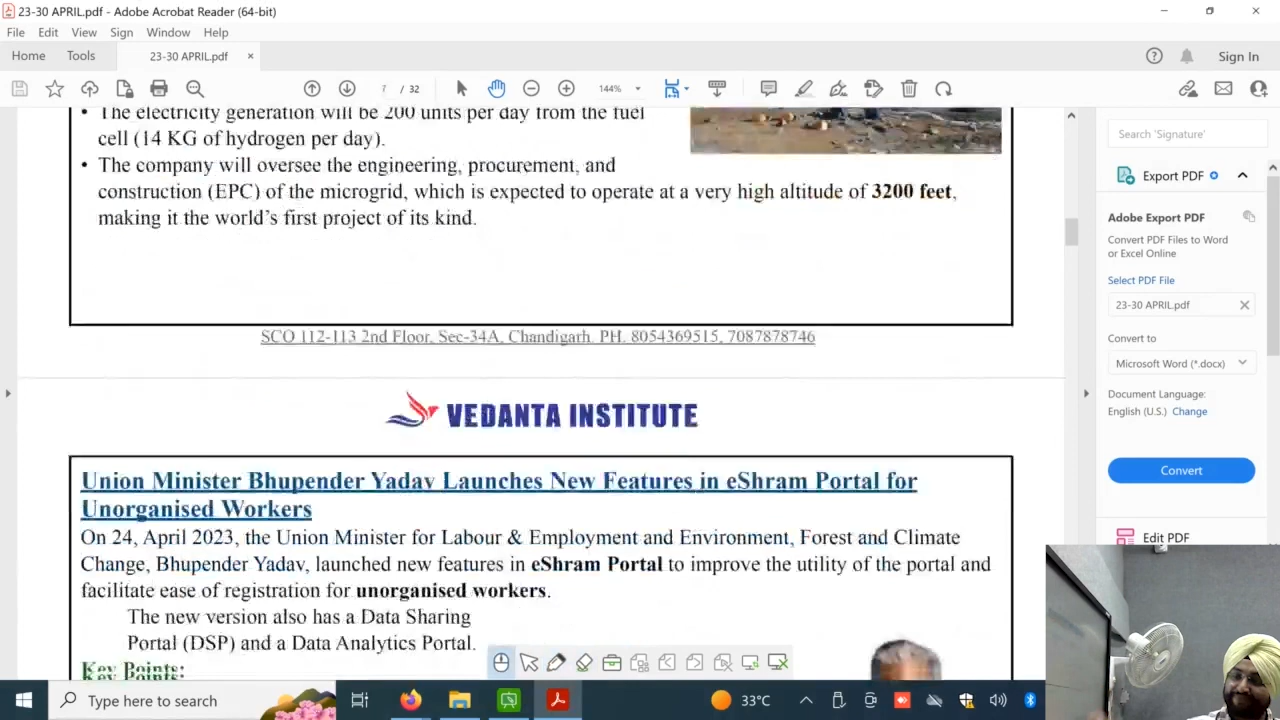 23-30 APRIL.pdf - Adobe Acrobat Reader (64-bit)
File Edit View Sign Window Help
Home Tools 23-30 APRIL.pdf × Sign In
7 / 32 144%
• The electricity generation will be 200 units per day from the fuel
cell (14 KG of hydrogen per day).
• The company will oversee the engineering, procurement, and
construction (EPC) of the microgrid, which is expected to operate at a very high altitude of 3200 feet,
making it the world's first project of its kind.
SCO 112-113 2nd Floor, Sec-34A, Chandigarh. PH. 8054369515, 7087878746
VEDANTA INSTITUTE
Union Minister Bhupender Yadav Launches New Features in eShram Portal for
Unorganised Workers
On 24, April 2023, the Union Minister for Labour & Employment and Environment, Forest and Climate
Change, Bhupender Yadav, launched new features in eShram Portal to improve the utility of the portal and
facilitate ease of registration for unorganised workers.
The new version also has a Data Sharing
Portal (DSP) and a Data Analytics Portal.
Key Points:
Search 'Signature'
Export PDF
Adobe Export PDF
Convert PDF Files to Word
or Excel Online
Select PDF File
23-30 APRIL.pdf
Convert to
Microsoft Word (*.docx)
Document Language:
English (U.S.) Change
Convert
Edit PDF
Type here to search
33°C